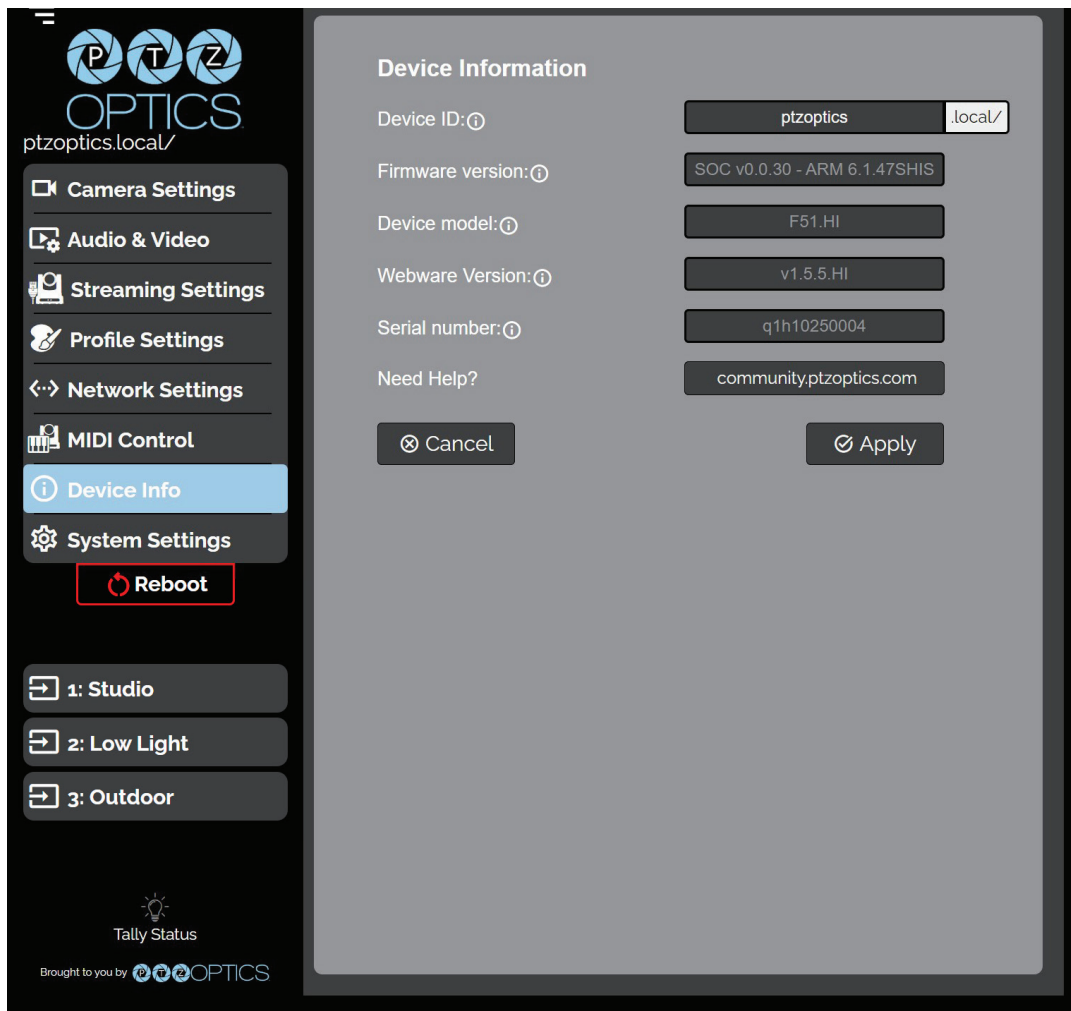 PTZ
OPTICS
ptzoptics.local/
Camera Settings
Audio & Video
Streaming Settings
Profile Settings
Network Settings
MIDI Control
Device Info
System Settings
Reboot
1: Studio
2: Low Light
3: Outdoor
Tally Status
Brought to you by PTZOPTICS
Device Information
Device ID: ptzoptics .local/
Firmware version: SOC v0.0.30 - ARM 6.1.47SHIS
Device model: F51.HI
Webware Version: v1.5.5.HI
Serial number: q1h10250004
Need Help? community.ptzoptics.com
Cancel Apply